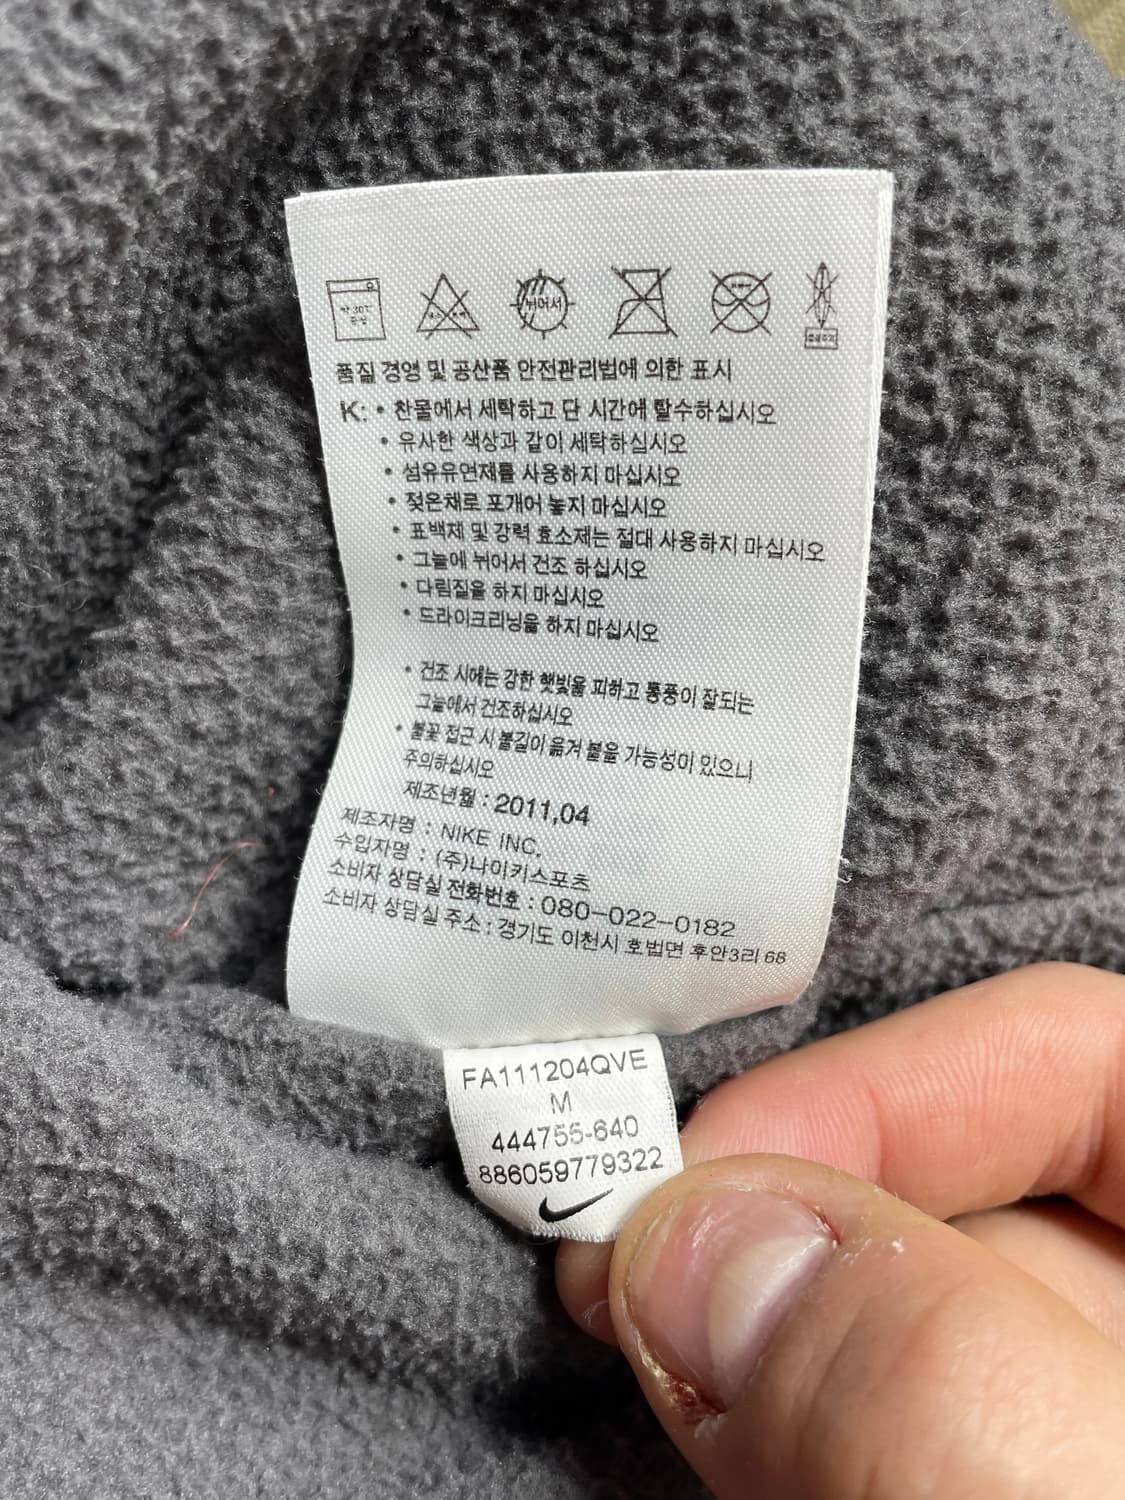 뉘어서
품질 경영 및 공산품 안전관리법에 의한 표시
K: • 찬물에서 세탁하고 단 시간에 탈수하십시오
• 유사한 색상과 같이 세탁하십시오
• 섬유유연제를 사용하지 마십시오
• 젖은채로 포개어 놓지 마십시오
• 표백제 및 강력 효소제는 절대 사용하지 마십시오
• 그늘에 뉘어서 건조 하십시오
• 다림질을 하지 마십시오
• 드라이크리닝을 하지 마십시오
• 건조 시에는 강한 햇빛을 피하고 통풍이 잘되는
그늘에서 건조하십시오
• 불꽃 접근 시 불길이 옮겨 붙을 가능성이 있으니
주의하십시오
제조년월 : 2011,04
제조자명 : NIKE INC.
수입자명 : (주)나이키스포츠
소비자 상담실 전화번호 : 080-022-0182
소비자 상담실 주소 : 경기도 이천시 호법면 후안3리 68
FA111204QVE
M
444755-640
886059779322